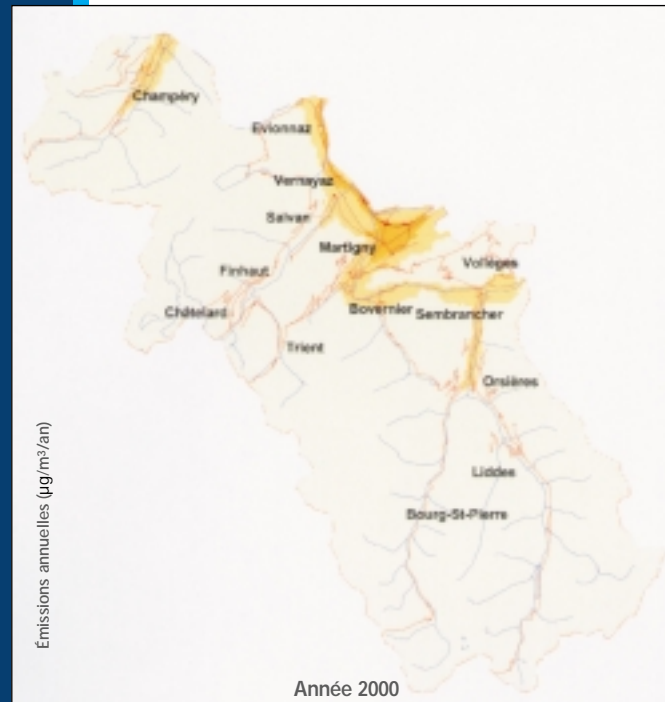 Champéry
Evionnaz
Vernayaz
Salvan
Martigny
Vollèges
Finhaut
Châtelard
Bovernier
Sembrancher
Trient
Orsières
Liddes
Bourg-St-Pierre
Émissions annuelles (µg/m³/an)
Année 2000